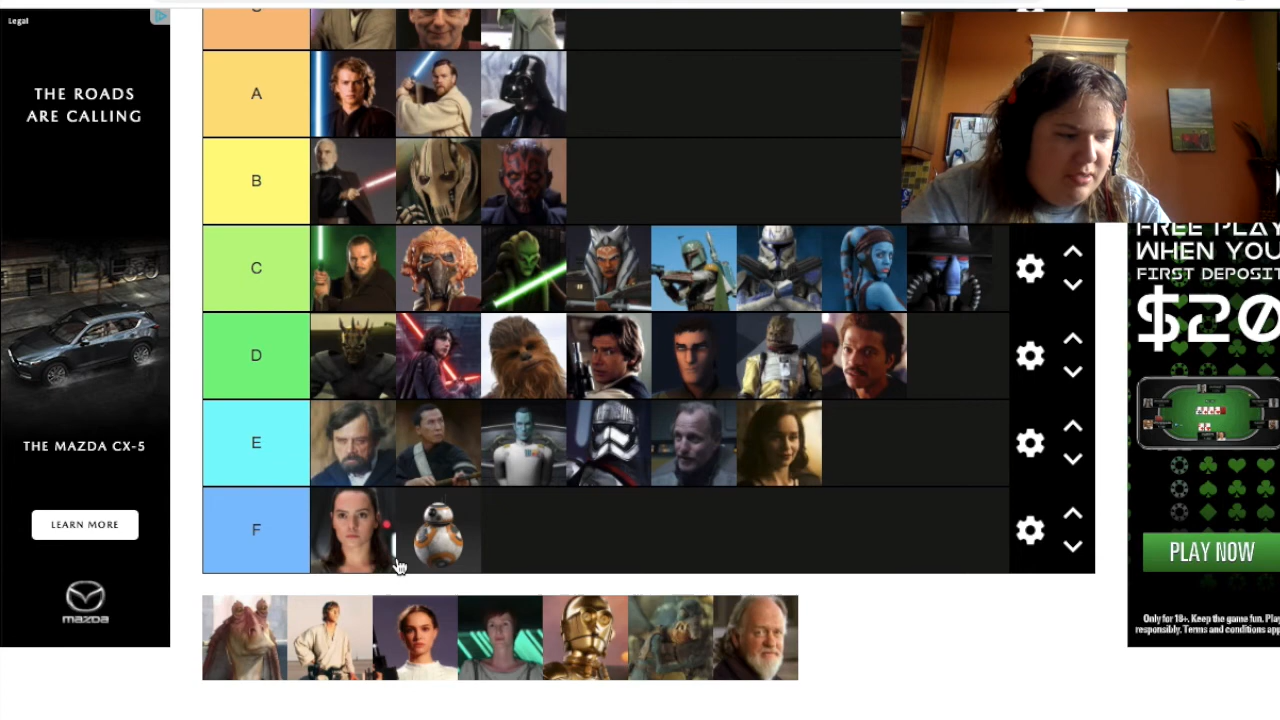 Legal
THE ROADS
ARE CALLING
THE MAZDA CX-5
LEARN MORE
mazda
A
B
C
D
E
F
FREE PLAY
WHEN YOU
FIRST DEPOSIT
$20
PLAY NOW
Only for 18+. Keep the game fun. Play
responsibly. Terms and conditions app